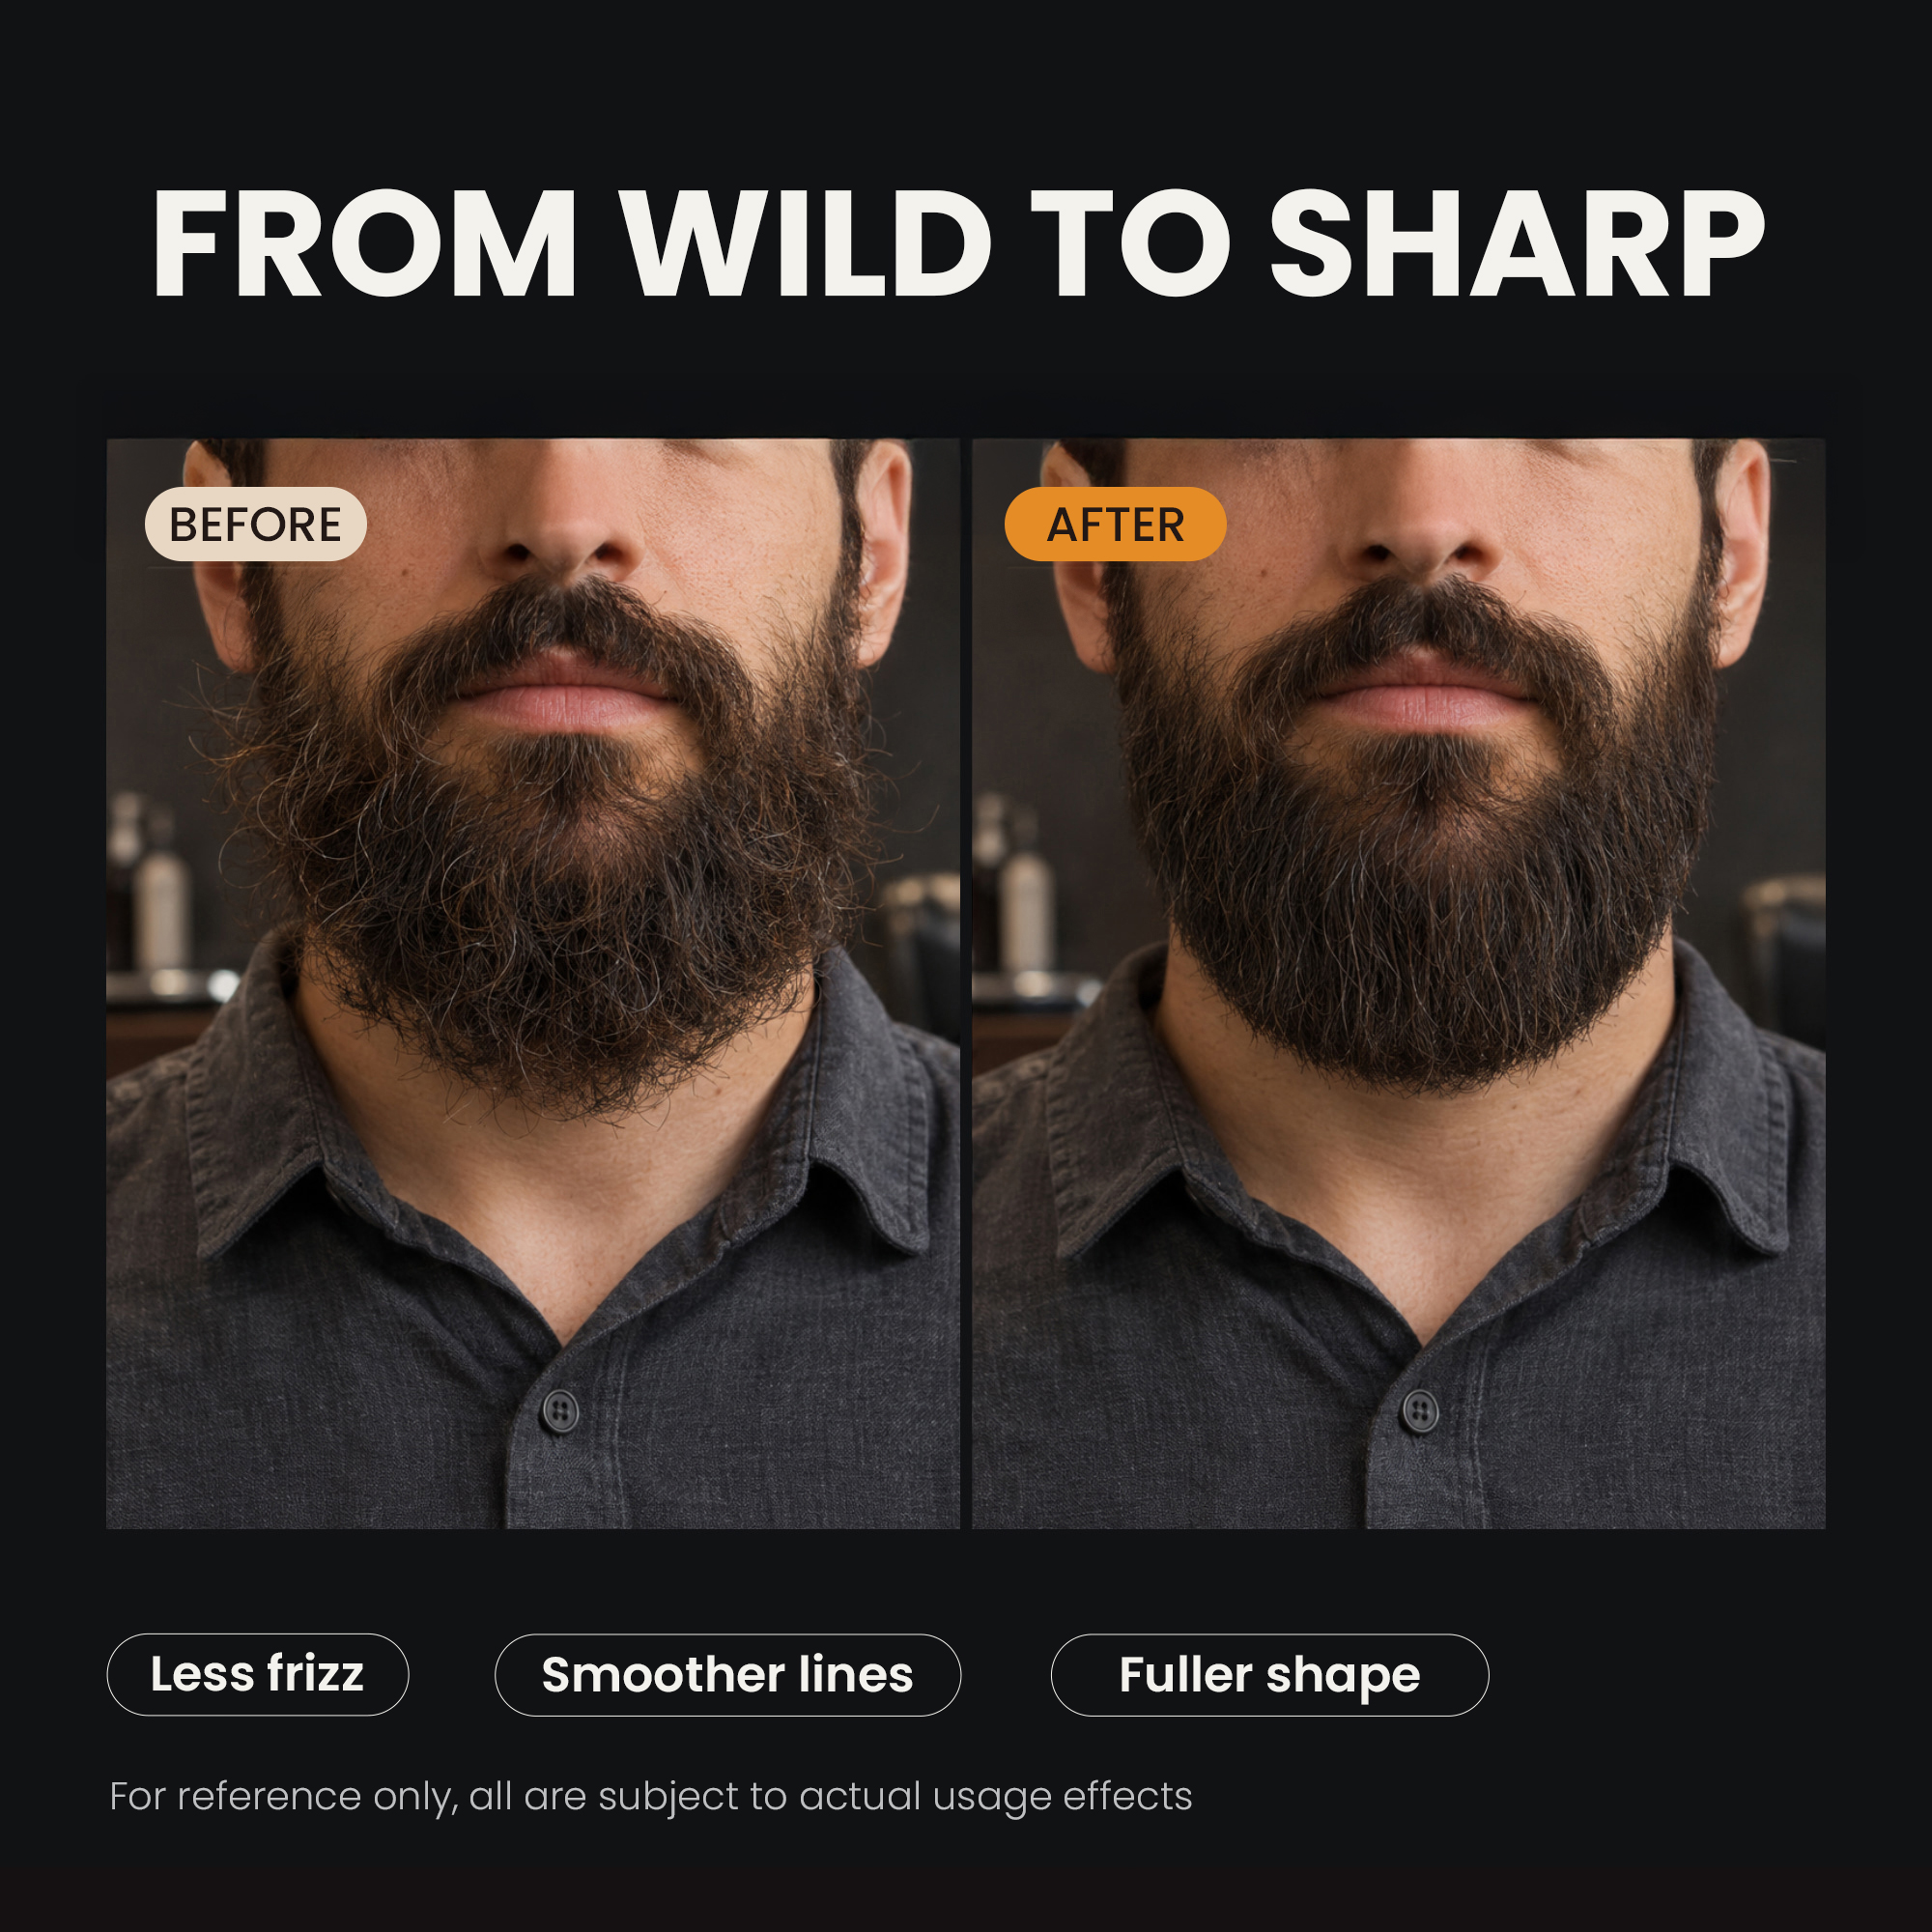 FROM WILD TO SHARP
BEFORE
AFTER
Less frizz
Smoother lines
Fuller shape
For reference only, all are subject to actual usage effects